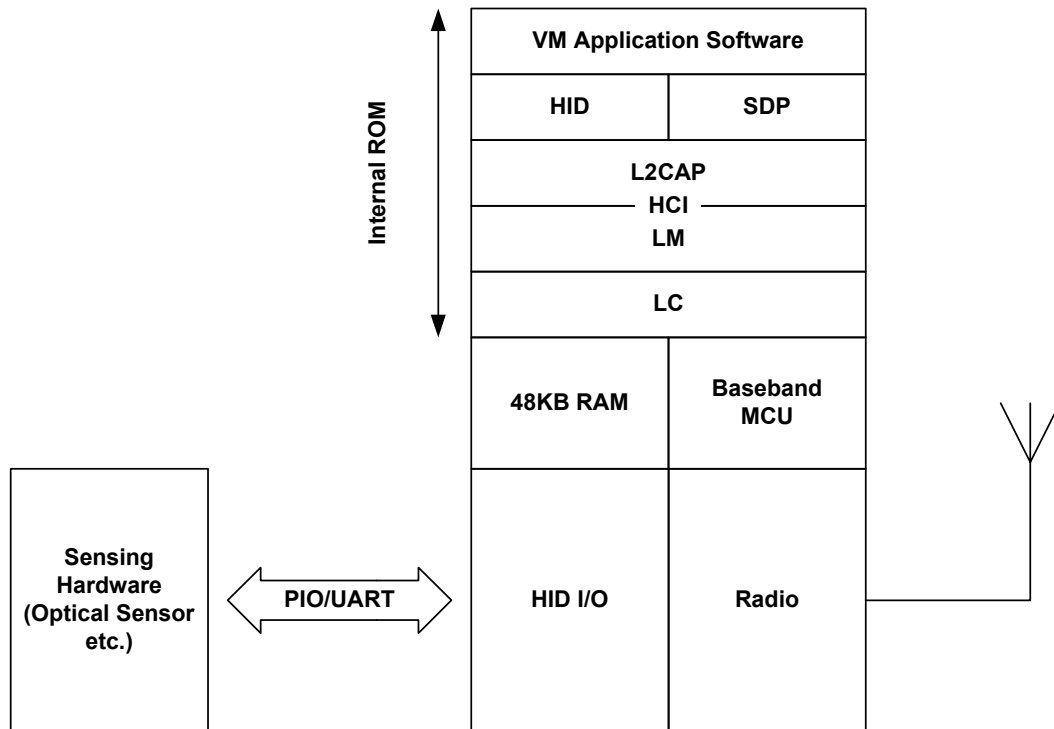 VM Application Software
HID
SDP
Internal ROM
L2CAP
HCI
LM
LC
48KB RAM
Baseband
MCU
Sensing
Hardware
(Optical Sensor
etc.)
PIO/UART
HID I/O
Radio